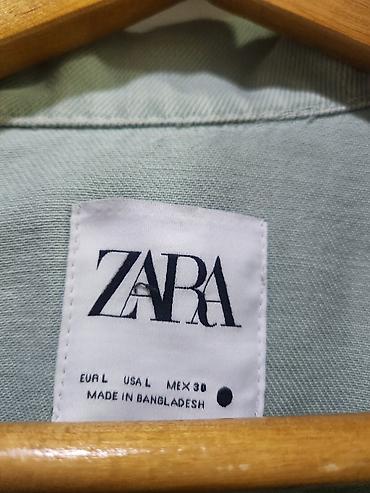 ZARA
EUR L USA L MEX 30
MADE IN BANGLADESH